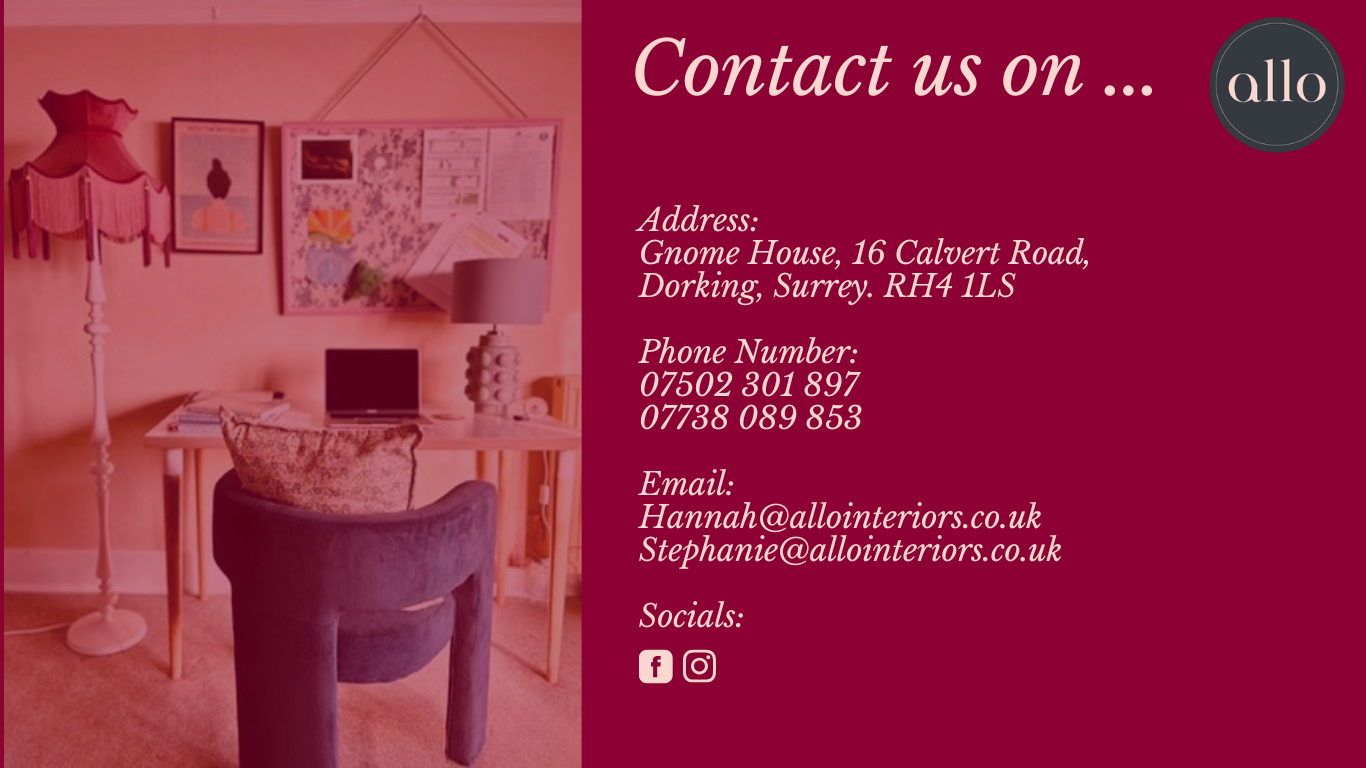 Contact us on ...
allo
Address:
Gnome House, 16 Calvert Road,
Dorking, Surrey. RH4 1LS
Phone Number:
07502 301 897
07738 089 853
Email:
Hannah@allointeriors.co.uk
Stephanie@allointeriors.co.uk
Socials: